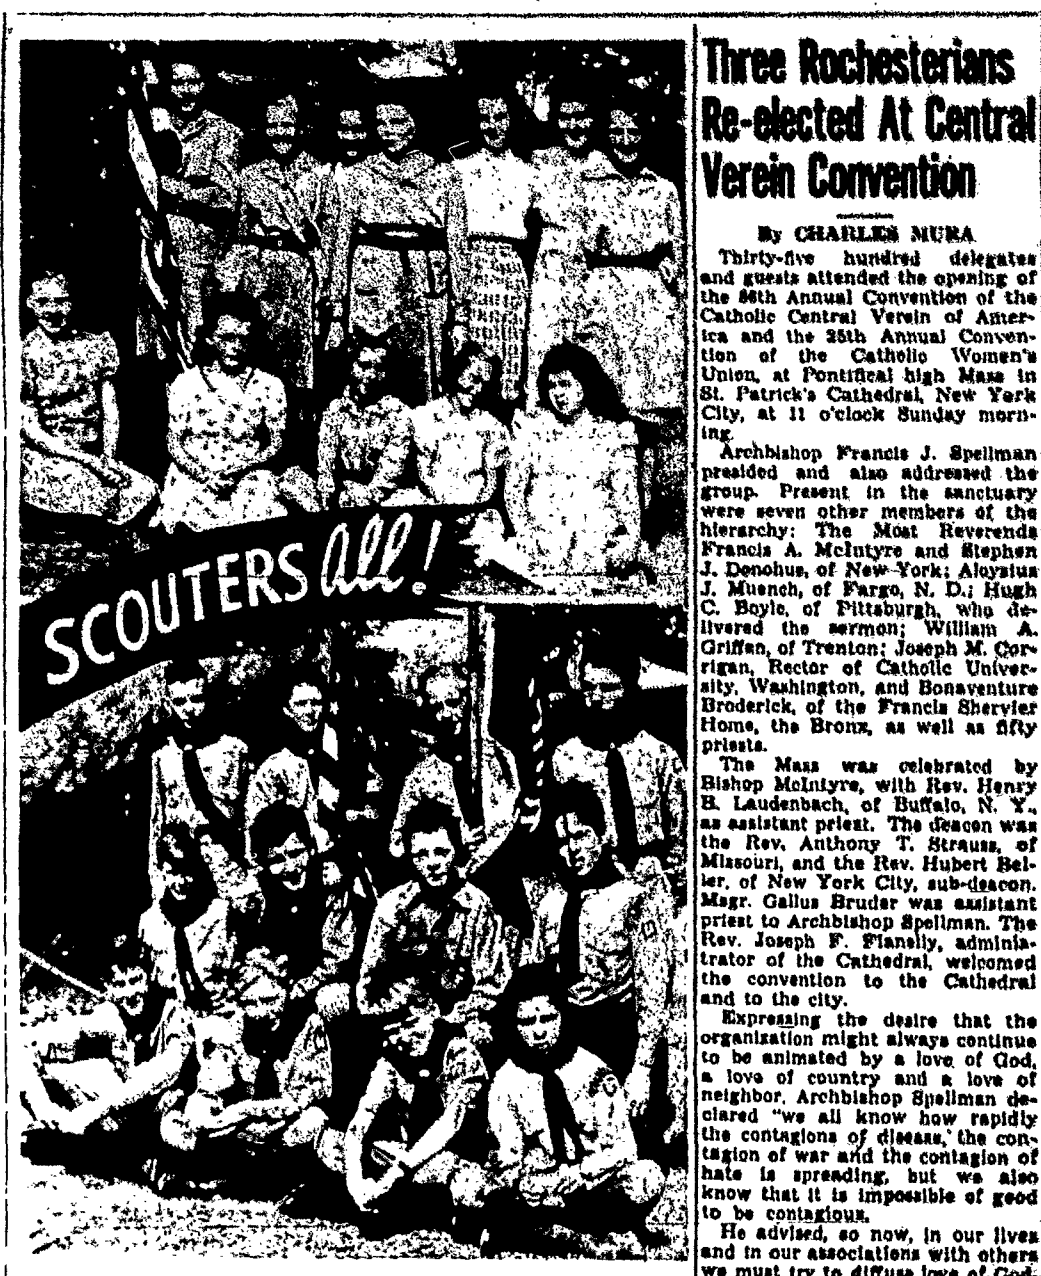 SCOUTERS All!
Three Rochesterians
Re-elected At Central
Verein Convention
By CHARLES MURA
Thirty-five hundred delegates
and guests attended the opening of
the 86th Annual Convention of the
Catholic Central Verein of Amer-
ica and the 25th Annual Conven-
tion of the Catholic Women's
Union, at Pontifical high Mass in
St. Patrick's Cathedral, New York
City, at 11 o'clock Sunday morn-
ing.
Archbishop Francis J. Spellman
presided and also addressed the
group. Present in the sanctuary
were seven other members of the
hierarchy: The Most Reverends
Francis A. McIntyre and Stephen
J. Donohue, of New York; Aloysius
J. Muench, of Fargo, N. D.; Hugh
C. Boyle, of Pittsburgh, who de-
livered the sermon; William A.
Griffen, of Trenton; Joseph M. Cor-
rigan, Rector of Catholic Univer-
sity, Washington, and Bonaventure
Broderick, of the Francis Shervier
Home, the Bronx, as well as fifty
priests.
The Mass was celebrated by
Bishop McIntyre, with Rev. Henry
B. Laudenbach, of Buffalo, N. Y.,
as assistant priest. The deacon was
the Rev. Anthony T. Strauss, of
Missouri, and the Rev. Hubert Bel-
ler, of New York City, sub-deacon.
Msgr. Gallus Bruder was assistant
priest to Archbishop Spellman. The
Rev. Joseph F. Flanelly, adminis-
trator of the Cathedral, welcomed
the convention to the Cathedral
and to the city.
Expressing the desire that the
organization might always continue
to be animated by a love of God,
a love of country and a love of
neighbor, Archbishop Spellman de-
clared "we all know how rapidly
the contagions of disease, the con-
tagion of war and the contagion of
hate is spreading, but we also
know that it is impossible of good
to be contagious.
He advised, so now, in our lives
and in our associations with others
we must try to diffuse love of God,